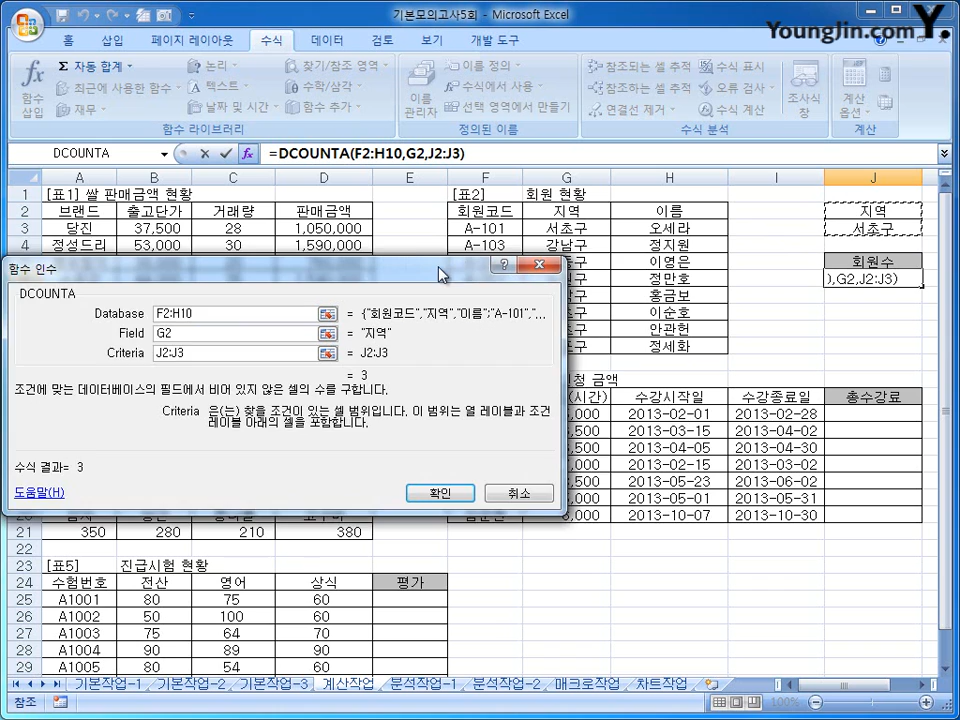 기본모의고사5회 - Microsoft Excel
YoungJin.com Y.
홈 삽입 페이지 레이아웃 수식 데이터 검토 보기 개발 도구
함수 삽입
Σ 자동 합계
최근에 사용한 함수
재무
논리
텍스트
날짜 및 시간
찾기/참조 영역
수학/삼각
함수 추가
함수 라이브러리
이름 관리자
이름 정의
수식에서 사용
선택 영역에서 만들기
정의된 이름
참조되는 셀 추적
참조하는 셀 추적
연결선 제거
수식 표시
오류 검사
수식 계산
수식 분석
조사식 창
계산 옵션
계산
DCOUNTA fx =DCOUNTA(F2:H10,G2,J2:J3)
A B C D E F G H I J
1 [표1] 쌀 판매금액 현황 [표2] 회원 현황
2 브랜드 출고단가 거래량 판매금액 회원코드 지역 이름 지역
3 당진 37,500 28 1,050,000 A-101 서초구 오세라 서초구
4 정성드리 53,000 30 1,590,000 A-103 강남구 정지원
이영은 회원수
정만호 ),G2,J2:J3)
홍금보
이순호
안관헌
정세화
함수 인수
DCOUNTA
Database F2:H10 = {"회원코드","지역","이름";"A-101","...
Field G2 = "지역"
Criteria J2:J3 = J2:J3
= 3
조건에 맞는 데이터베이스의 필드에서 비어 있지 않은 셀의 수를 구합니다.
Criteria 은(는) 찾을 조건이 있는 셀 범위입니다. 이 범위는 열 레이블과 조건
레이블 아래의 셀을 포함합니다.
수식 결과= 3
도움말(H) 확인 취소
청 금액
(시간) 수강시작일 수강종료일 총수강료
,000 2013-02-01 2013-02-28
,500 2013-03-15 2013-04-02
,500 2013-04-05 2013-04-30
,000 2013-02-15 2013-03-02
,500 2013-05-23 2013-06-02
,000 2013-05-01 2013-05-31
,000 2013-10-07 2013-10-30
21 350 280 210 380
22
23 [표5] 진급시험 현황
24 수험번호 전산 영어 상식 평가
25 A1001 80 75 60
26 A1002 50 100 60
27 A1003 75 64 70
28 A1004 90 89 90
29 A1005 80 54 60
기본작업-1 기본작업-2 기본작업-3 계산작업 분석작업-1 분석작업-2 매크로작업 차트작업
참조 100%